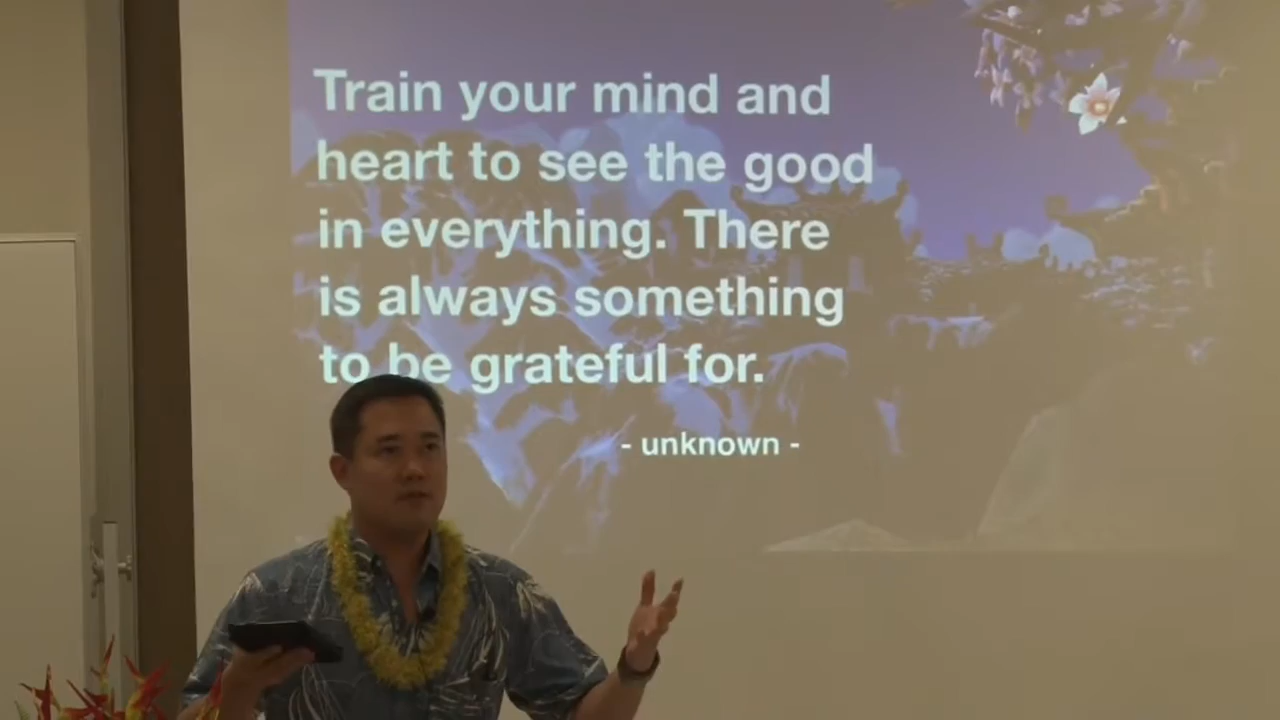 Train your mind and
heart to see the good
in everything. There
is always something
to be grateful for.
- unknown -